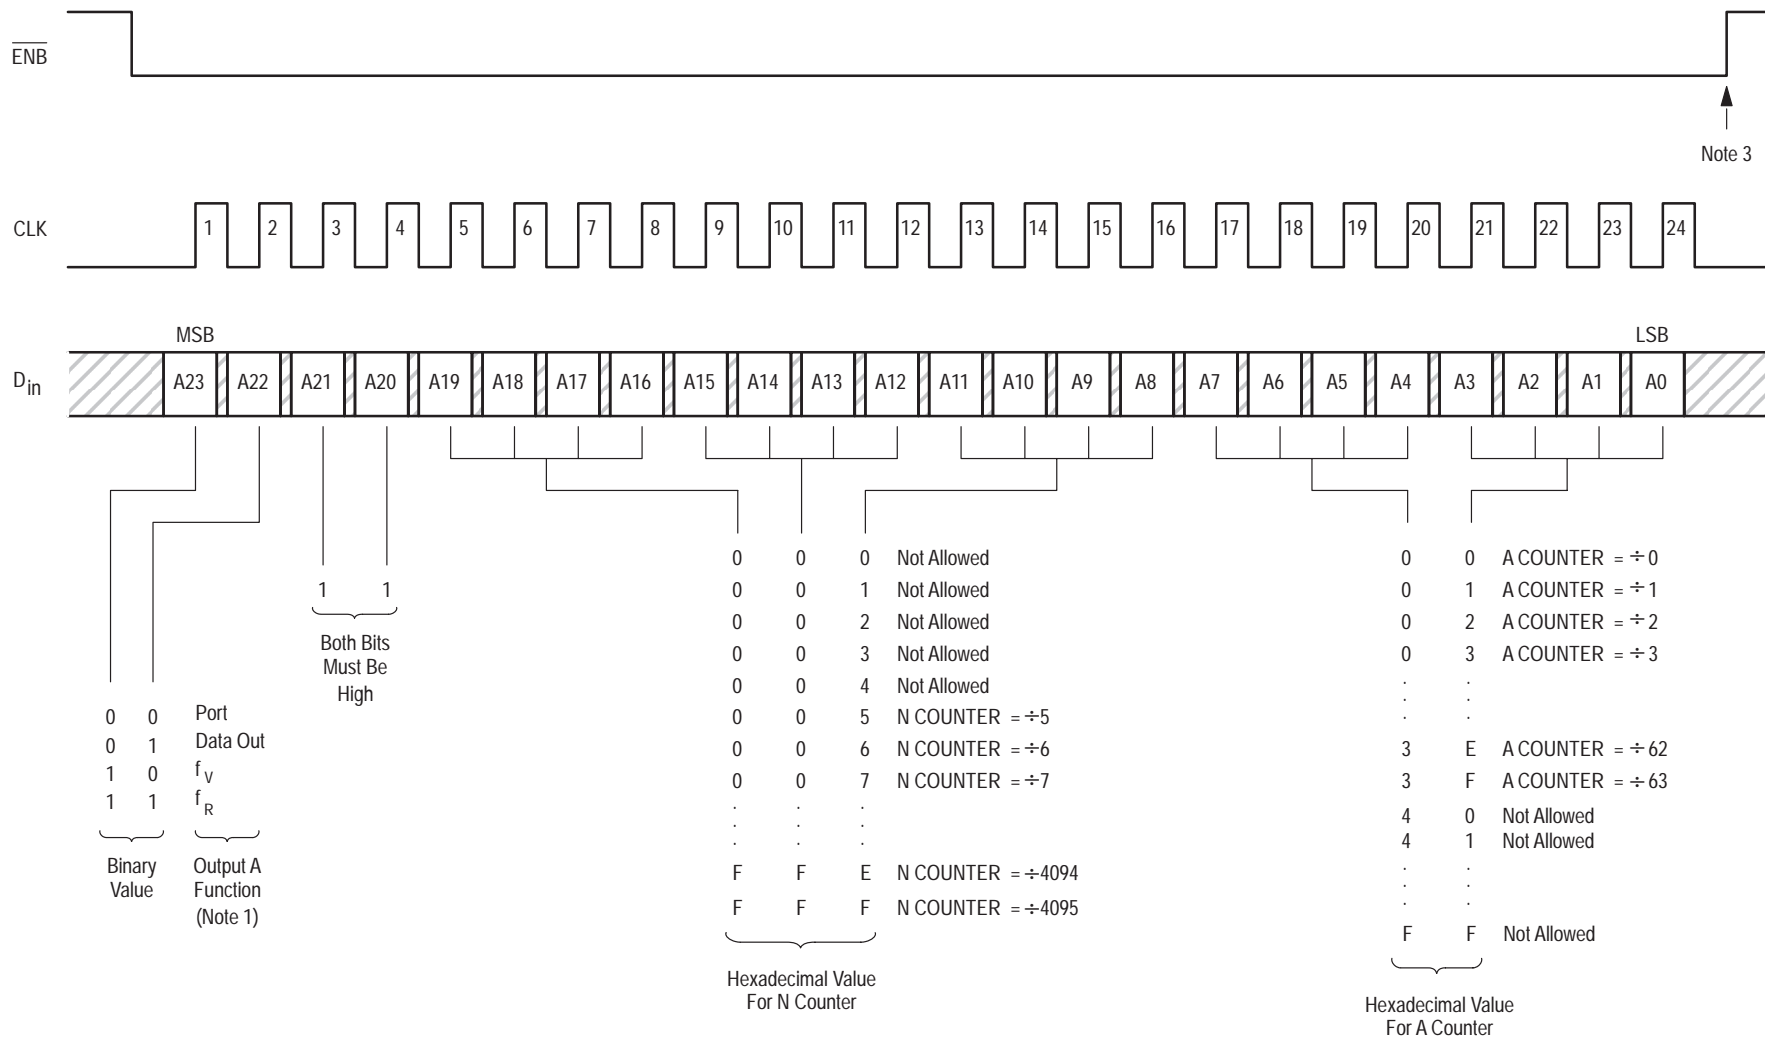 ENB
Note 3
CLK
1 2 3 4 5 6 7 8 9 10 11 12 13 14 15 16 17 18 19 20 21 22 23 24
MSB LSB
Din
A23 A22 A21 A20 A19 A18 A17 A16 A15 A14 A13 A12 A11 A10 A9 A8 A7 A6 A5 A4 A3 A2 A1 A0
0 0 Port
0 1 Data Out
1 0 fV
1 1 fR
Binary
Value
Output A
Function
(Note 1)
1 1
Both Bits
Must Be
High
0 0 0 Not Allowed
0 0 1 Not Allowed
0 0 2 Not Allowed
0 0 3 Not Allowed
0 0 4 Not Allowed
0 0 5 N COUNTER = ÷5
0 0 6 N COUNTER = ÷6
0 0 7 N COUNTER = ÷7
. . .
. . .
. . .
F F E N COUNTER = ÷4094
F F F N COUNTER = ÷4095
Hexadecimal Value
For N Counter
0 0 A COUNTER = ÷0
0 1 A COUNTER = ÷1
0 2 A COUNTER = ÷2
0 3 A COUNTER = ÷3
. .
. .
. .
3 E A COUNTER = ÷62
3 F A COUNTER = ÷63
4 0 Not Allowed
4 1 Not Allowed
. .
. .
. .
F F Not Allowed
Hexadecimal Value
For A Counter